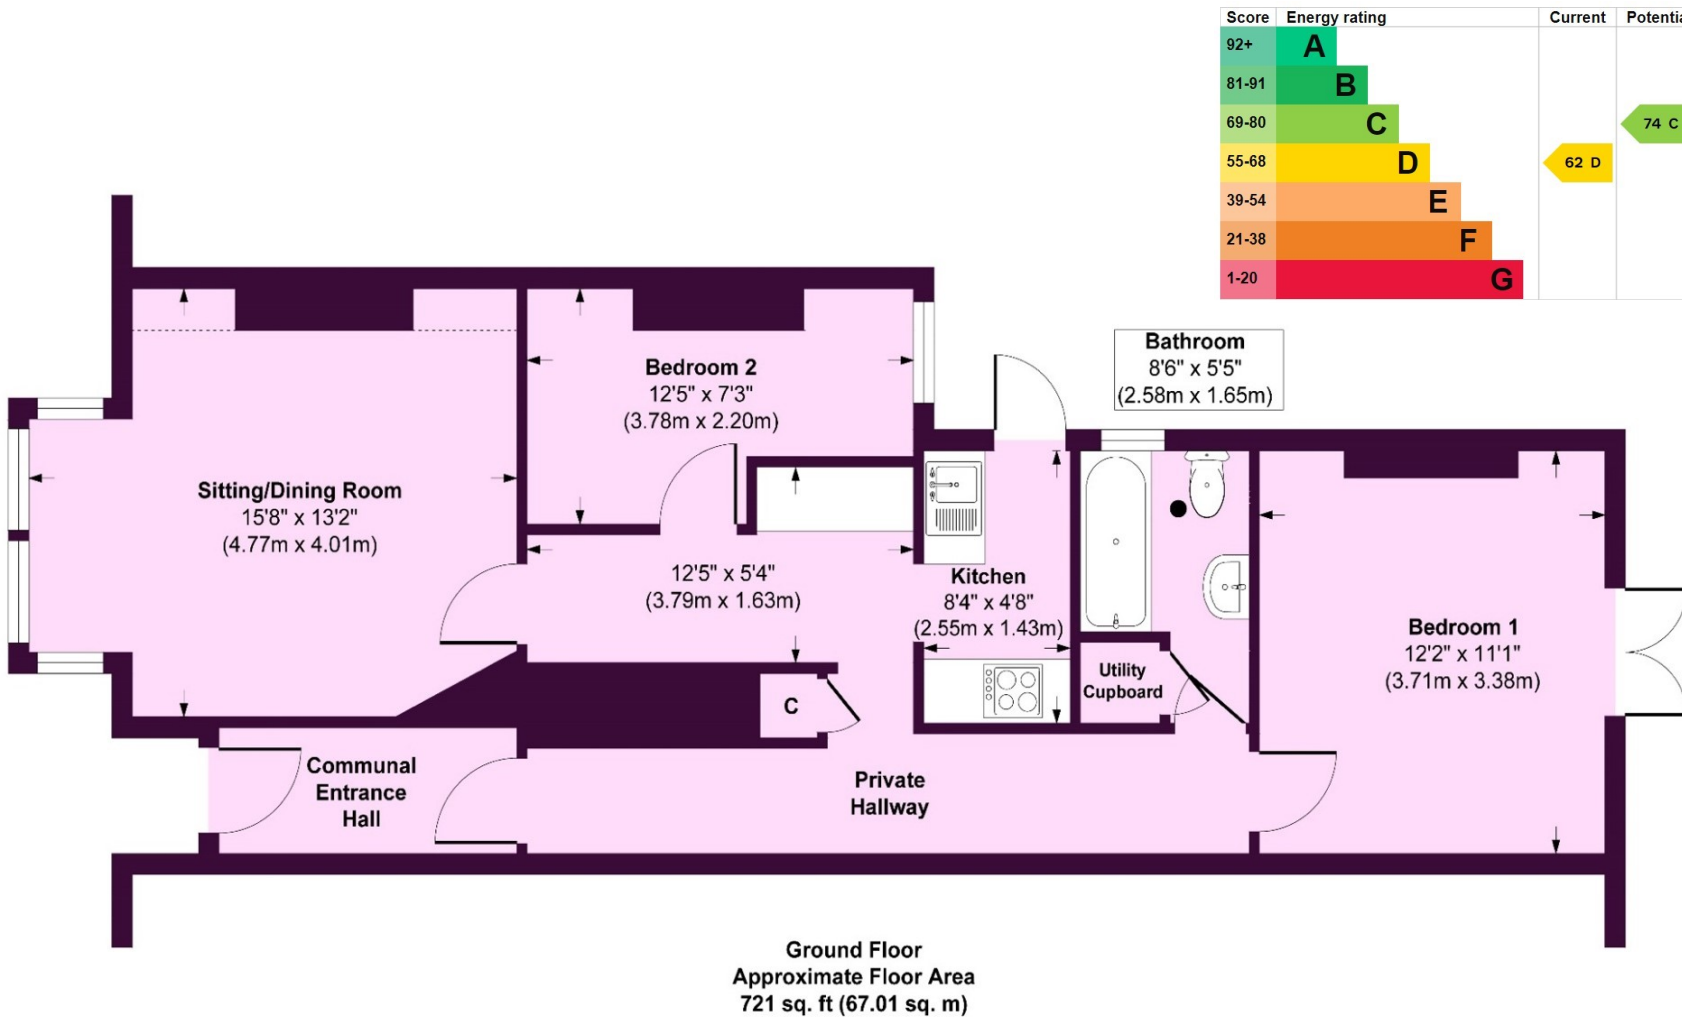 Score Energy rating Current Potentia
92+ A
81-91 B
69-80 C 74 C
55-68 D 62 D
39-54 E
21-38 F
1-20 G
Bathroom
8'6" x 5'5"
(2.58m x 1.65m)
Bedroom 2
12'5" x 7'3"
(3.78m x 2.20m)
Sitting/Dining Room
15'8" x 13'2"
(4.77m x 4.01m)
12'5" x 5'4"
(3.79m x 1.63m)
Kitchen
8'4" x 4'8"
(2.55m x 1.43m)
Utility
Cupboard
Bedroom 1
12'2" x 11'1"
(3.71m x 3.38m)
C
Communal
Entrance
Hall
Private
Hallway
Ground Floor
Approximate Floor Area
721 sq. ft (67.01 sq. m)